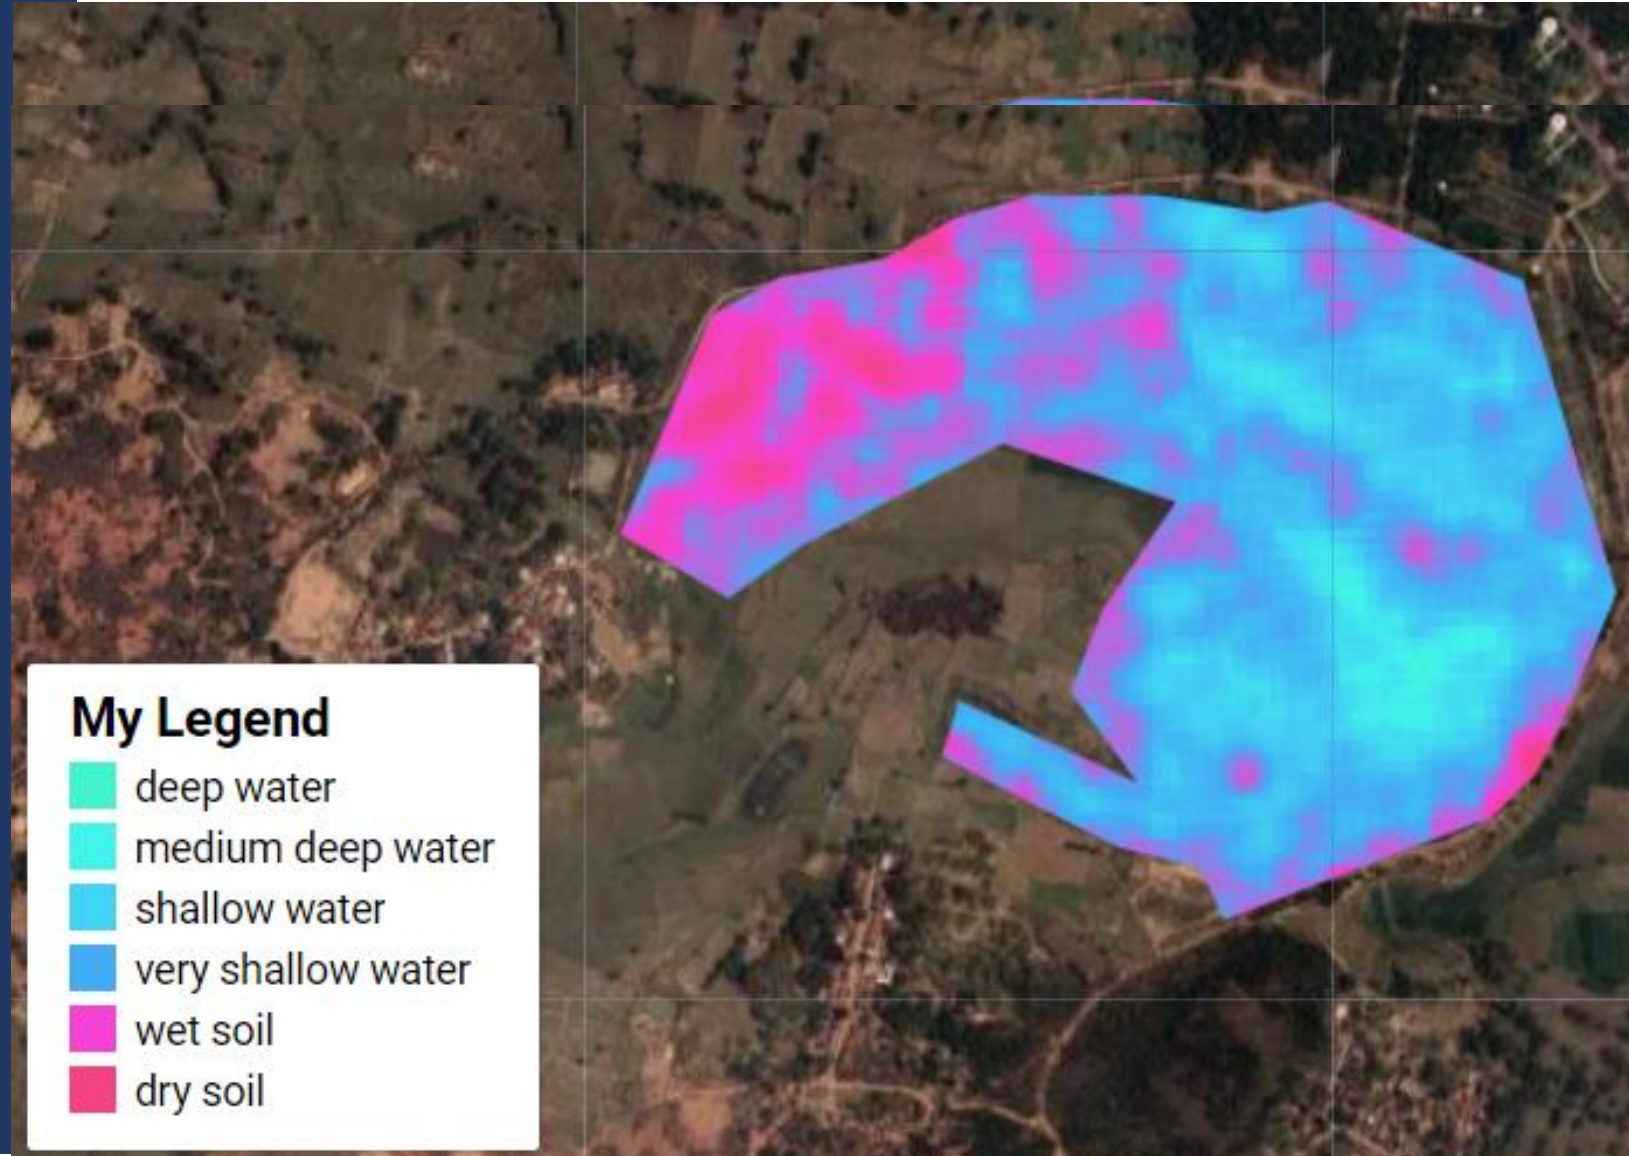 My Legend
deep water
medium deep water
shallow water
very shallow water
wet soil
dry soil